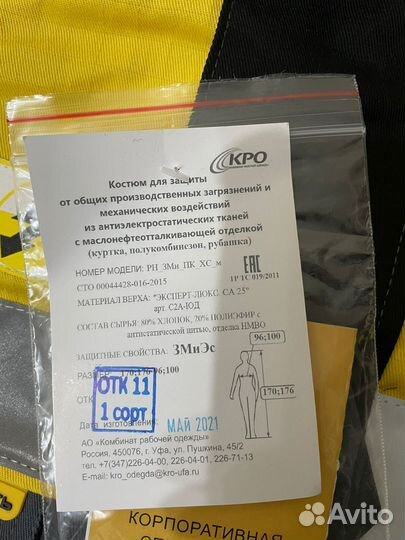 КРО
Костюм для защиты
от общих производственных загрязнений и
механических воздействий
из антиэлектростатических тканей
с маслонефтеотталкивающей отделкой
(куртка, полукомбинезон, рубашка)
НОМЕР МОДЕЛИ: РН_ЗМи_ПК_ХС_м
ЕАС
СТО 00044428-016-2015
ТР ТС 019/2011
МАТЕРИАЛ ВЕРХА: "ЭКСПЕРТ-ЛЮКС. СА 25"
арт. С2А-ЮД
СОСТАВ СЫРЬЯ: 80% ХЛОПОК, 20% ПОЛИЭФИР с
антистатической нитью, отделка НМВО
ЗАЩИТНЫЕ СВОЙСТВА: ЗМиЭс
96;100
РАЗМЕР: 170;176 96;100
170;176
ОТК 11
ОТК
1 сорт
Дата изготовления:
МАЙ 2021
АО «Комбинат рабочей одежды»
Россия, 450076, г. Уфа, ул. Пушкина, 45/2
тел. +7(347)226-04-00, 226-04-01, 226-71-13
E-mail: kro_odegda@kro-ufa.ru
КОРПОРАТИВНАЯ
Avito